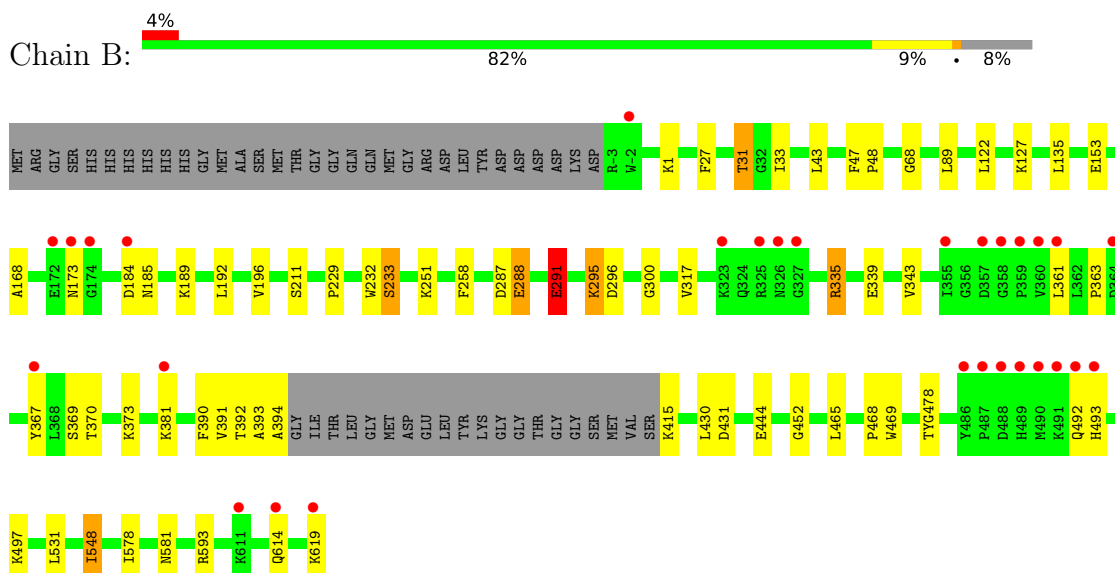 4%
Chain B:
82% 9% • 8%
MET ARG GLY SER HIS HIS HIS HIS HIS HIS GLY MET ALA SER MET THR GLY GLY GLN GLN MET GLY ARG ASP LEU TYR ASP ASP ASP ASP LYS ASP R-3 W-2 K1 F27 T31 G32 I33 L43 F47 P48 G68 L89 L122 K127 L135 E153
A168 E172 N173 G174 D184 N185 K189 L192 V196 S211 P229 W232 S233 K251 F258 D287 E288 E291 K295 D296 G300 V317 K323 Q324 R325 N326 G327 R335 E339 V343 I355 G356 D357 G358 P359 V360 L361 L362 P363 D364
Y367 L368 S369 T370 K373 K381 F390 V391 T392 A393 A394 GLY ILE THR LEU GLY MET ASP GLU LEU TYR LYS GLY GLY THR GLY GLY SER MET VAL SER K415 L430 D431 E444 G452 L465 P468 W469 TYG478 Y486 P487 D488 H489 M490 K491 Q492 H493
K497 L531 I548 I578 N581 R593 K611 Q614 K619